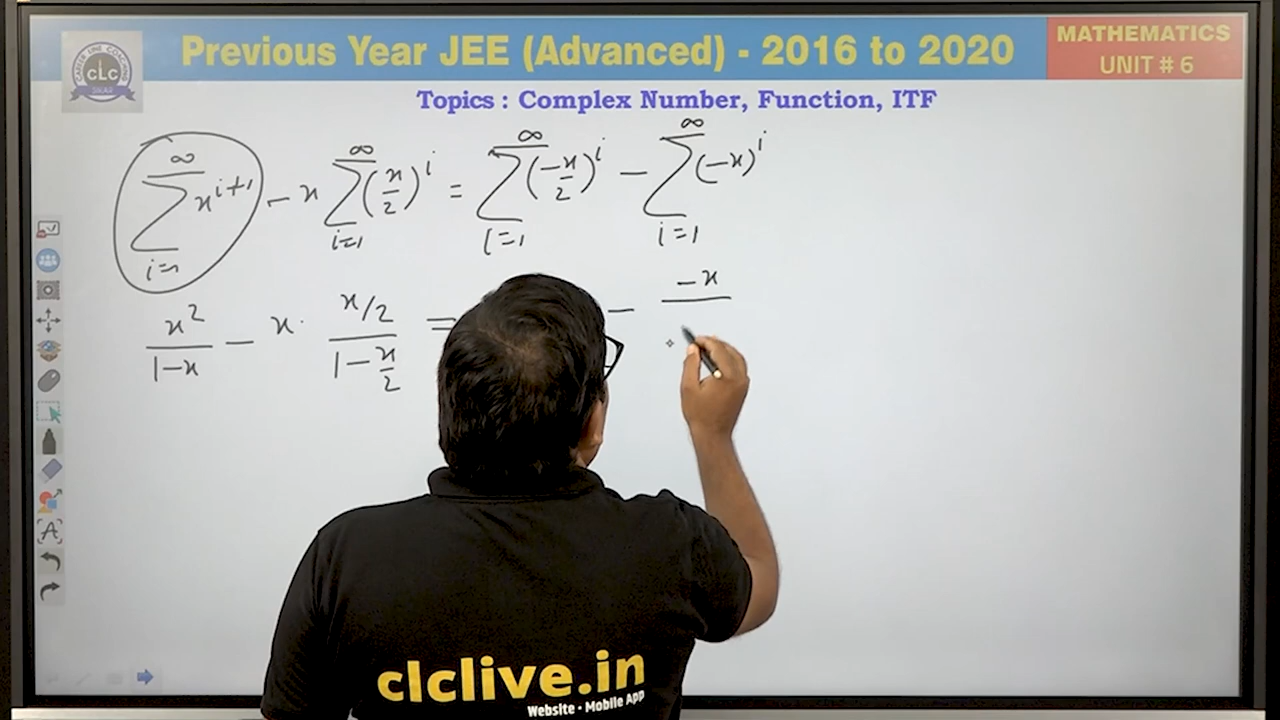 Previous Year JEE (Advanced) - 2016 to 2020
MATHEMATICS
UNIT # 6
CLC
SIKAR
Topics : Complex Number, Function, ITF
∞ ∑ i=1 x^{i+1} - x ∞ ∑ i=1 (x/2)^i = ∞ ∑ i=1 (-x/2)^i - ∞ ∑ i=1 (-x)^i
x²/(1-x) - x · (x/2)/(1-x/2) = - -x
clclive.in
Website • Mobile App